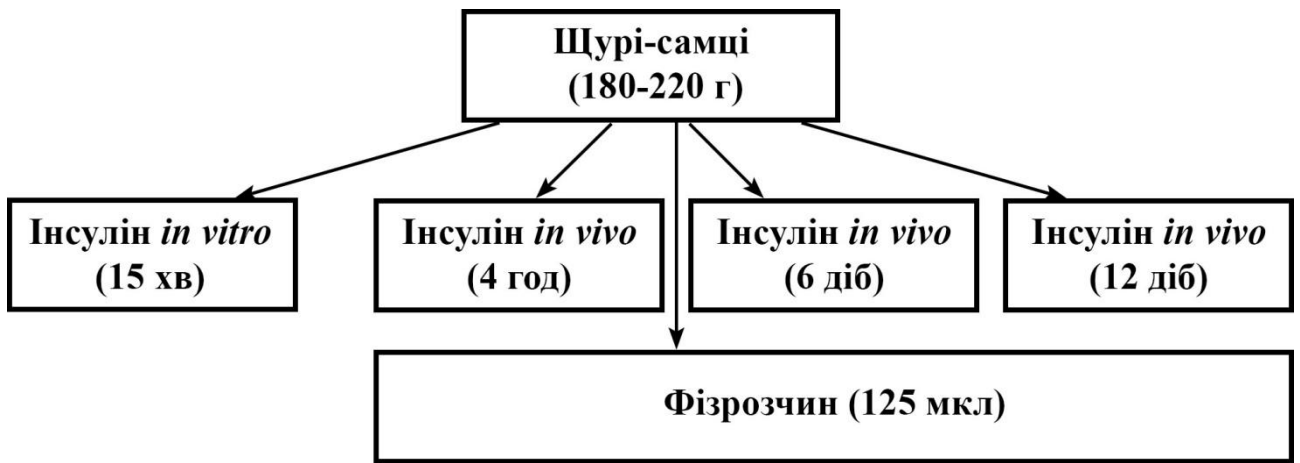 Щурі-самці
(180-220 г)
Інсулін in vitro
(15 хв)
Інсулін in vivo
(4 год)
Інсулін in vivo
(6 діб)
Інсулін in vivo
(12 діб)
Фізрозчин (125 мкл)